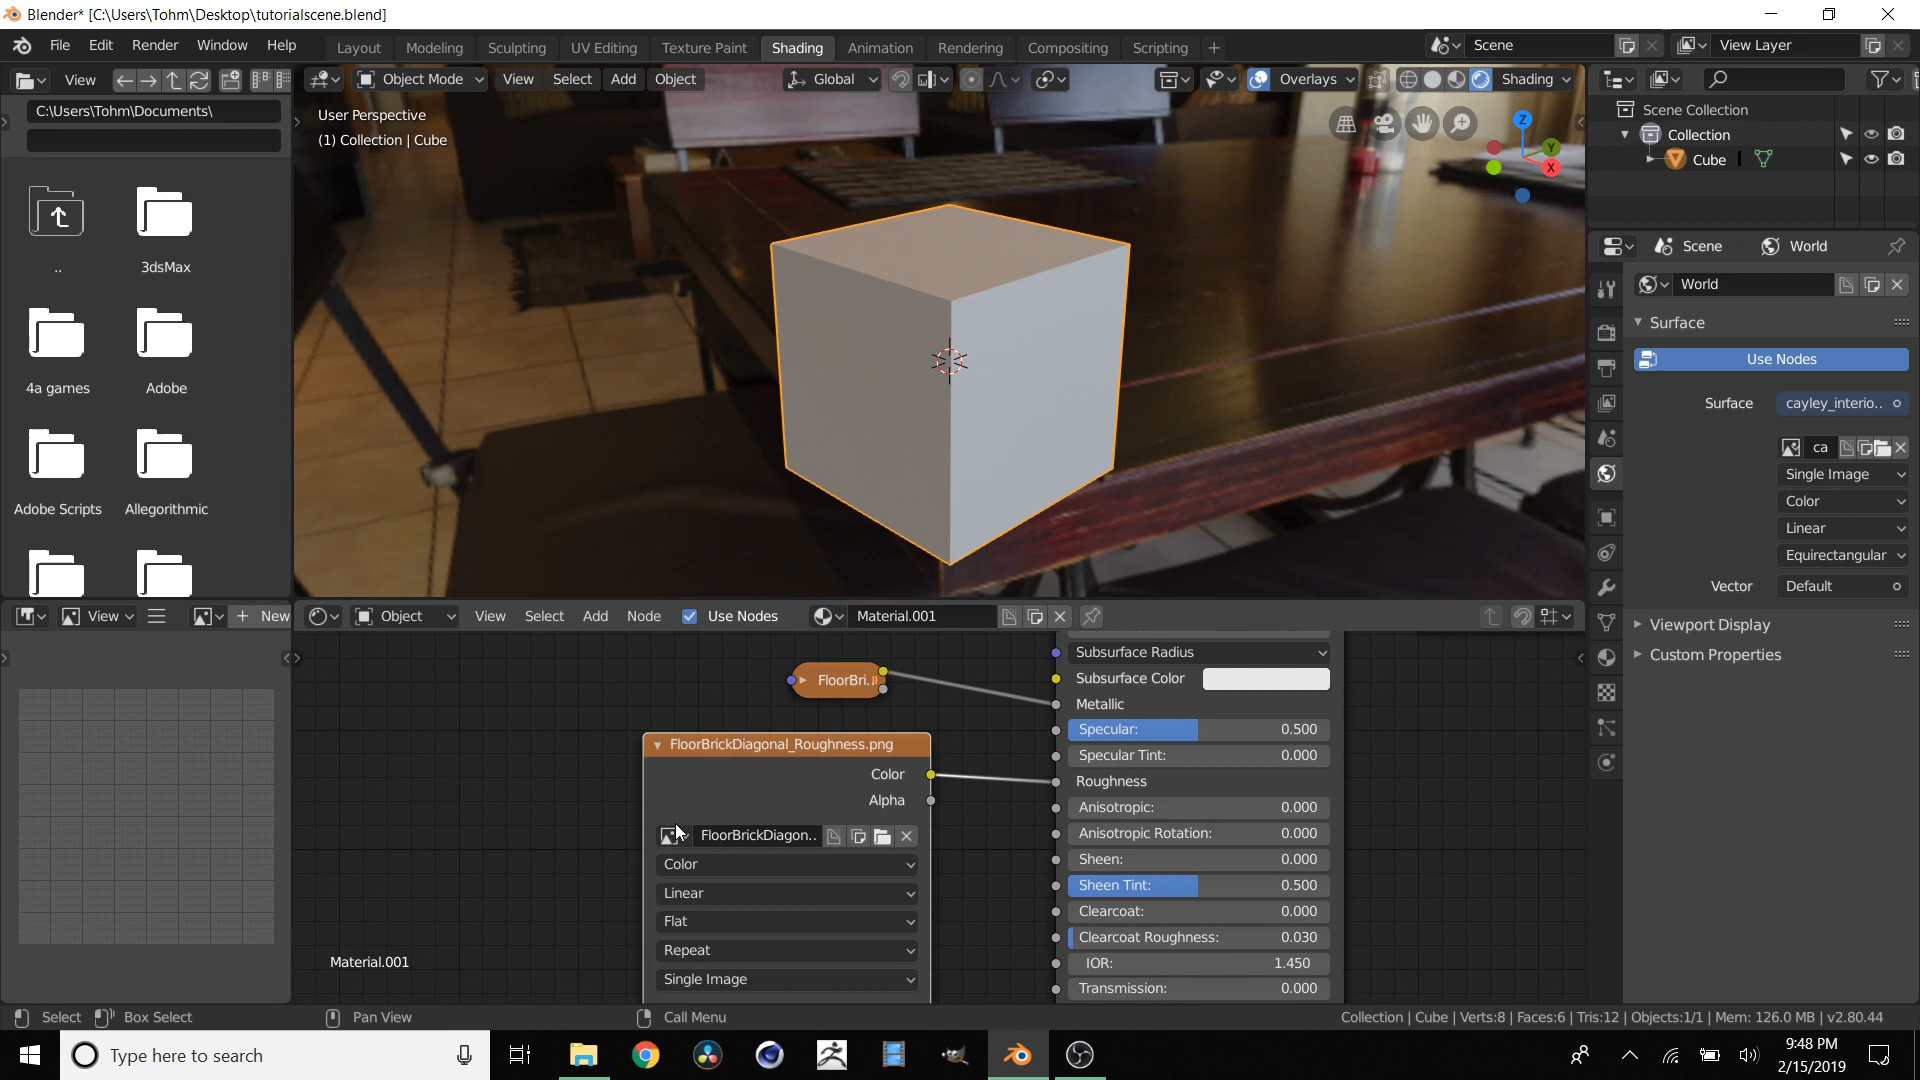 Blender* [C:\Users\Tohm\Desktop\tutorialscene.blend]
File Edit Render Window Help
Layout Modeling Sculpting UV Editing Texture Paint Shading Animation Rendering Compositing Scripting +
Scene
View Layer
View
Object Mode View Select Add Object
Global
Overlays
Shading
C:\Users\Tohm\Documents\
User Perspective
(1) Collection | Cube
Z
Y
X
..
3dsMax
4a games
Adobe
Adobe Scripts
Allegorithmic
Scene Collection
Collection
Cube
Scene
World
World
Surface
Use Nodes
Surface
cayley_interio..
ca
Single Image
Color
Linear
Equirectangular
Vector
Default
Viewport Display
Custom Properties
View
+ New
Object View Select Add Node Use Nodes
Material.001
FloorBri..
FloorBrickDiagonal_Roughness.png
Color
Alpha
FloorBrickDiagon..
Color
Linear
Flat
Repeat
Single Image
Material.001
Subsurface Radius
Subsurface Color
Metallic
Specular: 0.500
Specular Tint: 0.000
Roughness
Anisotropic: 0.000
Anisotropic Rotation: 0.000
Sheen: 0.000
Sheen Tint: 0.500
Clearcoat: 0.000
Clearcoat Roughness: 0.030
IOR: 1.450
Transmission: 0.000
Select
Box Select
Pan View
Call Menu
Collection | Cube | Verts:8 | Faces:6 | Tris:12 | Objects:1/1 | Mem: 126.0 MB | v2.80.44
Type here to search
9:48 PM
2/15/2019